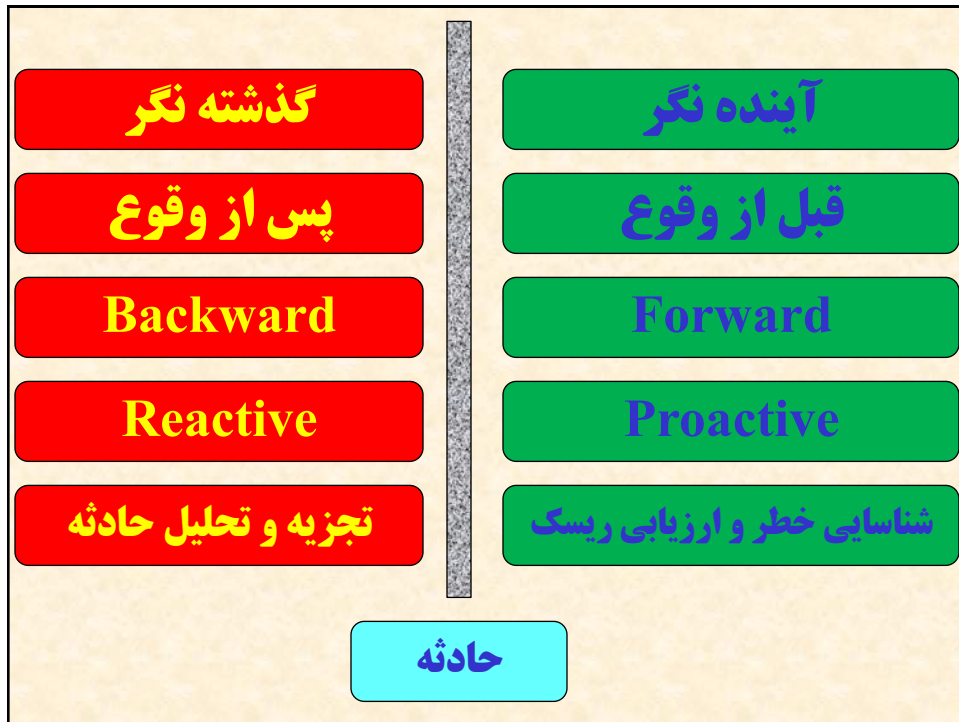 آینده نگر
گذشته نگر
قبل از وقوع
پس از وقوع
Forward
Backward
Proactive
Reactive
شناسایی خطر و ارزیابی ریسک
تجزیه و تحلیل حادثه
حادثه